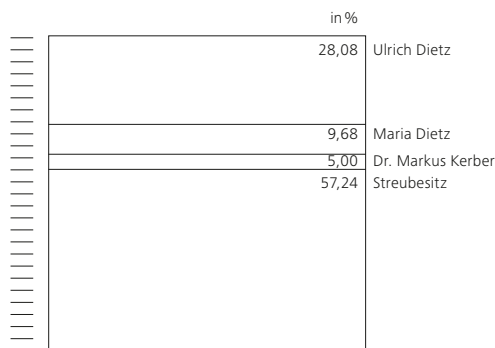 in %
28,08 Ulrich Dietz
9,68 Maria Dietz
5,00 Dr. Markus Kerber
57,24 Streubesitz